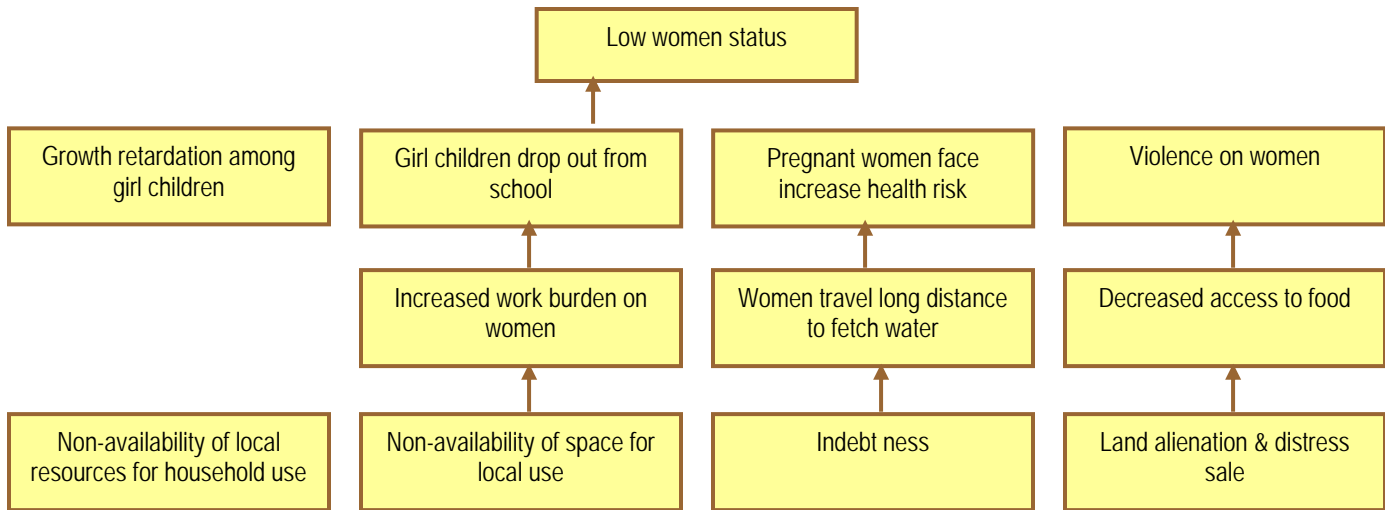 Low women status
Growth retardation among
girl children
Girl children drop out from
school
Pregnant women face
increase health risk
Violence on women
Increased work burden on
women
Women travel long distance
to fetch water
Decreased access to food
Non-availability of local
resources for household use
Non-availability of space for
local use
Indebt ness
Land alienation & distress
sale